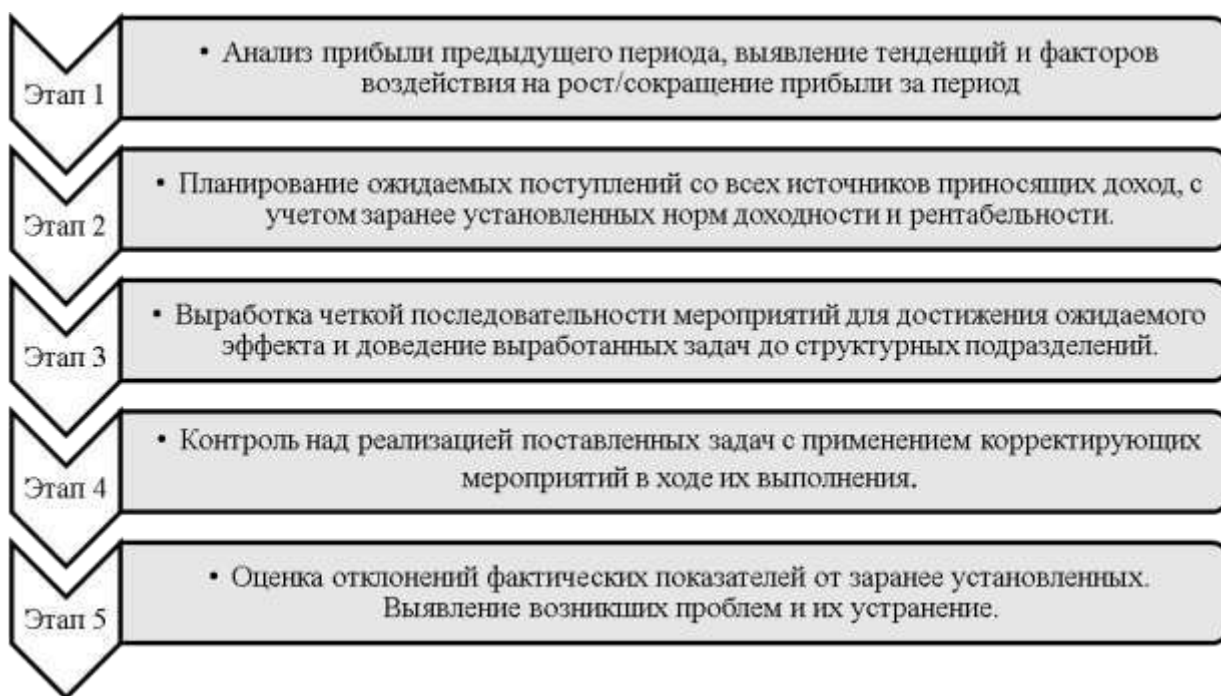 Этап 1
• Анализ прибыли предыдущего периода, выявление тенденций и факторов
воздействия на рост/сокращение прибыли за период
Этап 2
• Планирование ожидаемых поступлений со всех источников приносящих доход, с
учетом заранее установленных норм доходности и рентабельности.
Этап 3
• Выработка четкой последовательности мероприятий для достижения ожидаемого
эффекта и доведение выработанных задач до структурных подразделений.
Этап 4
• Контроль над реализацией поставленных задач с применением корректирующих
мероприятий в ходе их выполнения.
Этап 5
• Оценка отклонений фактических показателей от заранее установленных.
Выявление возникших проблем и их устранение.